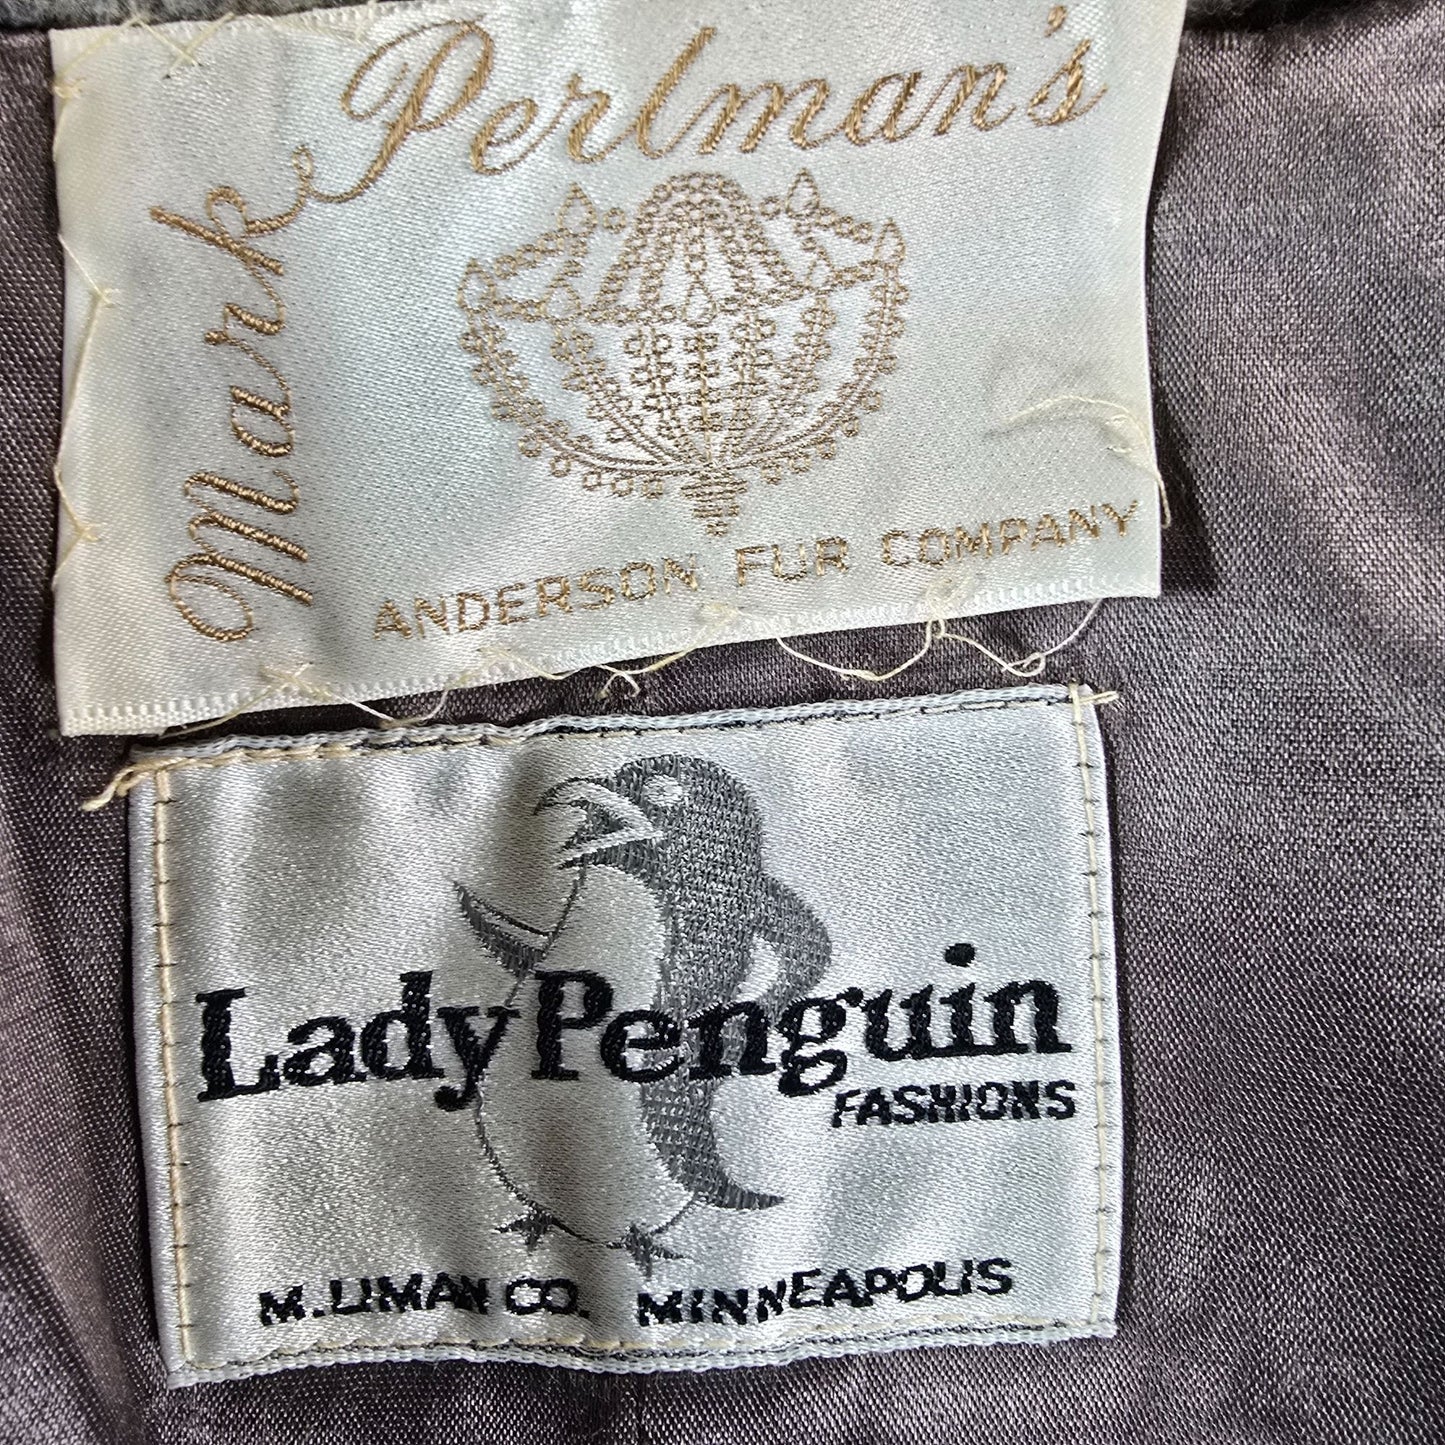 Mark Perlman's
ANDERSON FUR COMPANY
Lady Penguin
FASHIONS
M. LIMAN CO. MINNEAPOLIS